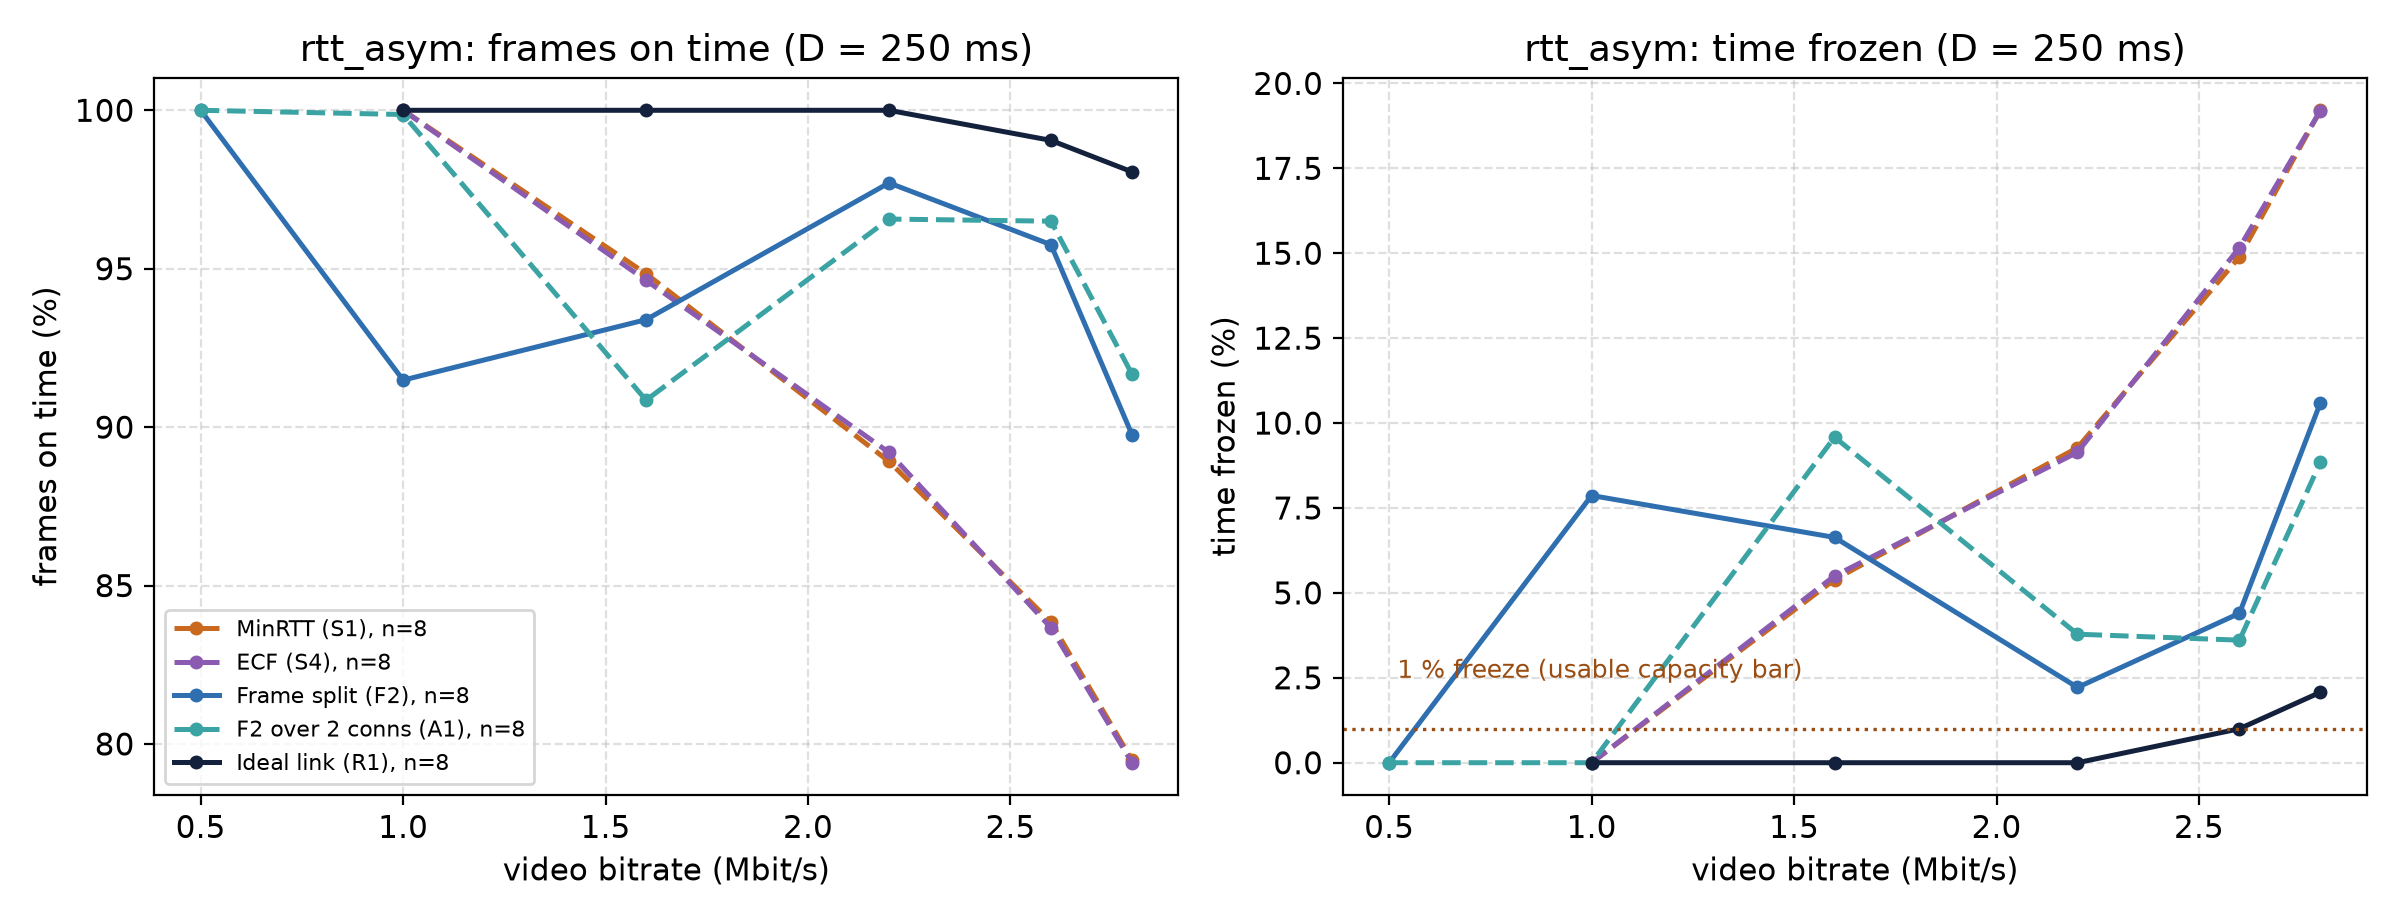 rtt_asym: frames on time (D = 250 ms)
frames on time (%)
100
95
90
85
80
MinRTT (S1), n=8
ECF (S4), n=8
Frame split (F2), n=8
F2 over 2 conns (A1), n=8
Ideal link (R1), n=8
0.5
1.0
1.5
2.0
2.5
video bitrate (Mbit/s)
rtt_asym: time frozen (D = 250 ms)
time frozen (%)
20.0
17.5
15.0
12.5
10.0
7.5
5.0
2.5
0.0
1 % freeze (usable capacity bar)
0.5
1.0
1.5
2.0
2.5
video bitrate (Mbit/s)